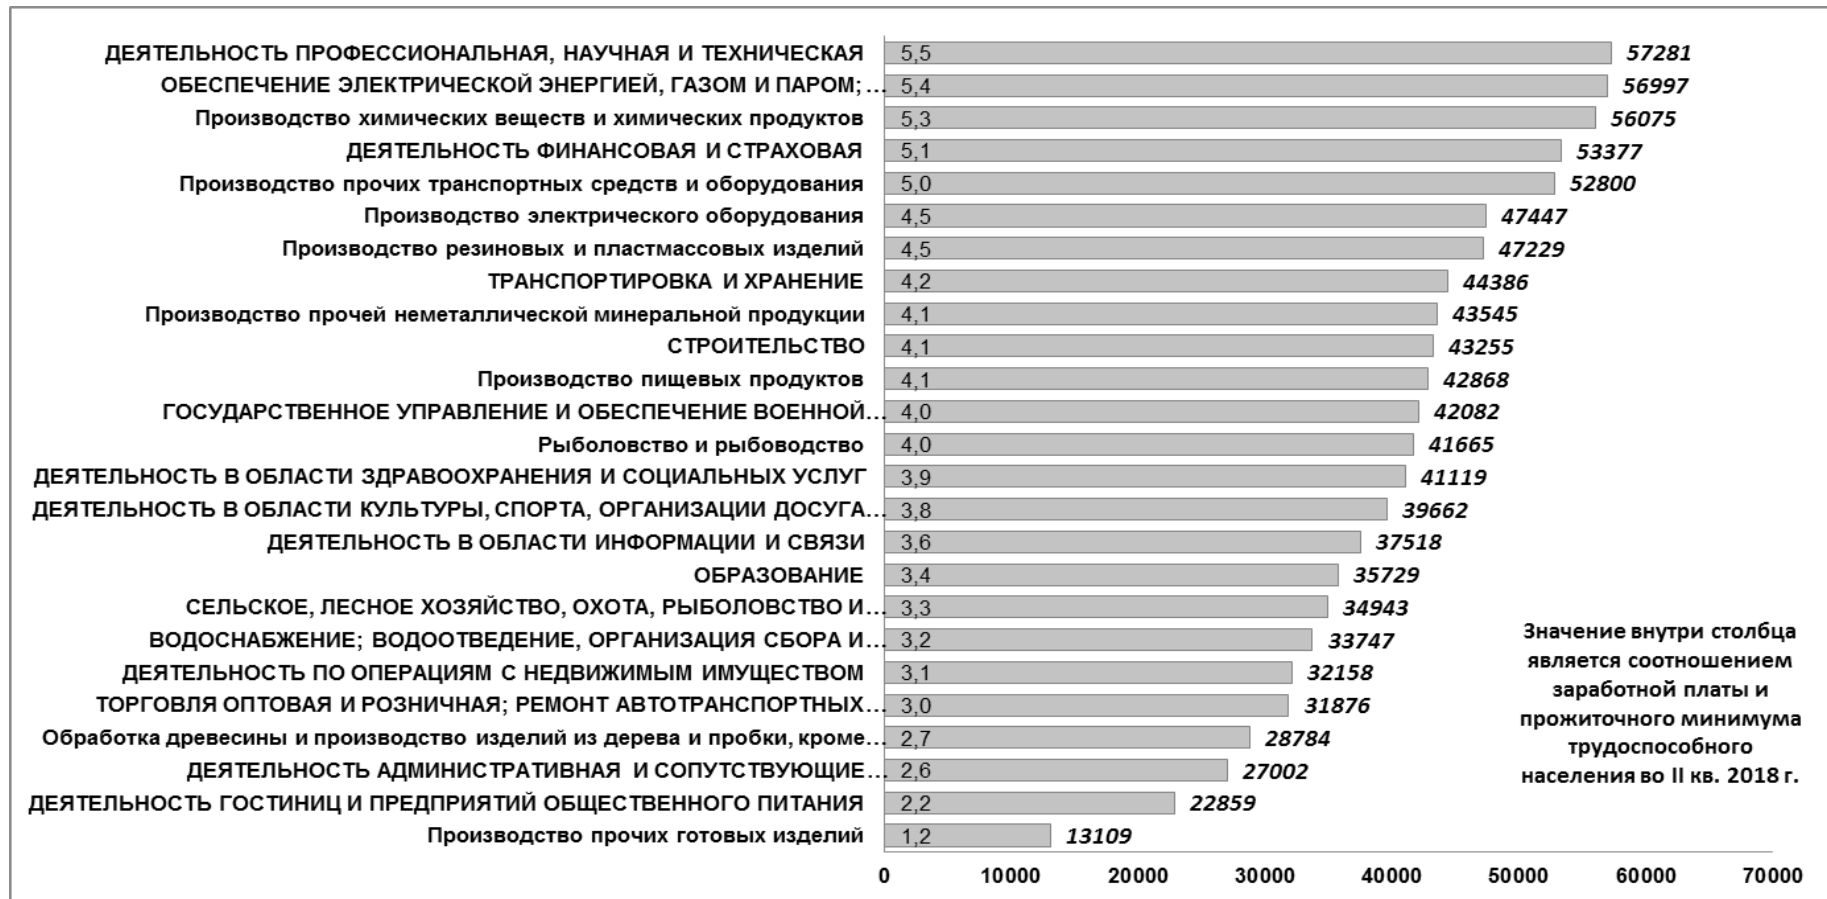 ДЕЯТЕЛЬНОСТЬ ПРОФЕССИОНАЛЬНАЯ, НАУЧНАЯ И ТЕХНИЧЕСКАЯ 5,5 57281
ОБЕСПЕЧЕНИЕ ЭЛЕКТРИЧЕСКОЙ ЭНЕРГИЕЙ, ГАЗОМ И ПАРОМ;… 5,4 56997
Производство химических веществ и химических продуктов 5,3 56075
ДЕЯТЕЛЬНОСТЬ ФИНАНСОВАЯ И СТРАХОВАЯ 5,1 53377
Производство прочих транспортных средств и оборудования 5,0 52800
Производство электрического оборудования 4,5 47447
Производство резиновых и пластмассовых изделий 4,5 47229
ТРАНСПОРТИРОВКА И ХРАНЕНИЕ 4,2 44386
Производство прочей неметаллической минеральной продукции 4,1 43545
СТРОИТЕЛЬСТВО 4,1 43255
Производство пищевых продуктов 4,1 42868
ГОСУДАРСТВЕННОЕ УПРАВЛЕНИЕ И ОБЕСПЕЧЕНИЕ ВОЕННОЙ… 4,0 42082
Рыболовство и рыбоводство 4,0 41665
ДЕЯТЕЛЬНОСТЬ В ОБЛАСТИ ЗДРАВООХРАНЕНИЯ И СОЦИАЛЬНЫХ УСЛУГ 3,9 41119
ДЕЯТЕЛЬНОСТЬ В ОБЛАСТИ КУЛЬТУРЫ, СПОРТА, ОРГАНИЗАЦИИ ДОСУГА… 3,8 39662
ДЕЯТЕЛЬНОСТЬ В ОБЛАСТИ ИНФОРМАЦИИ И СВЯЗИ 3,6 37518
ОБРАЗОВАНИЕ 3,4 35729
СЕЛЬСКОЕ, ЛЕСНОЕ ХОЗЯЙСТВО, ОХОТА, РЫБОЛОВСТВО И… 3,3 34943
ВОДОСНАБЖЕНИЕ; ВОДООТВЕДЕНИЕ, ОРГАНИЗАЦИЯ СБОРА И… 3,2 33747
ДЕЯТЕЛЬНОСТЬ ПО ОПЕРАЦИЯМ С НЕДВИЖИМЫМ ИМУЩЕСТВОМ 3,1 32158
ТОРГОВЛЯ ОПТОВАЯ И РОЗНИЧНАЯ; РЕМОНТ АВТОТРАНСПОРТНЫХ… 3,0 31876
Обработка древесины и производство изделий из дерева и пробки, кроме… 2,7 28784
ДЕЯТЕЛЬНОСТЬ АДМИНИСТРАТИВНАЯ И СОПУТСТВУЮЩИЕ… 2,6 27002
ДЕЯТЕЛЬНОСТЬ ГОСТИНИЦ И ПРЕДПРИЯТИЙ ОБЩЕСТВЕННОГО ПИТАНИЯ 2,2 22859
Производство прочих готовых изделий 1,2 13109
Значение внутри столбца
является соотношением
заработной платы и
прожиточного минимума
трудоспособного
населения во II кв. 2018 г.
0 10000 20000 30000 40000 50000 60000 70000